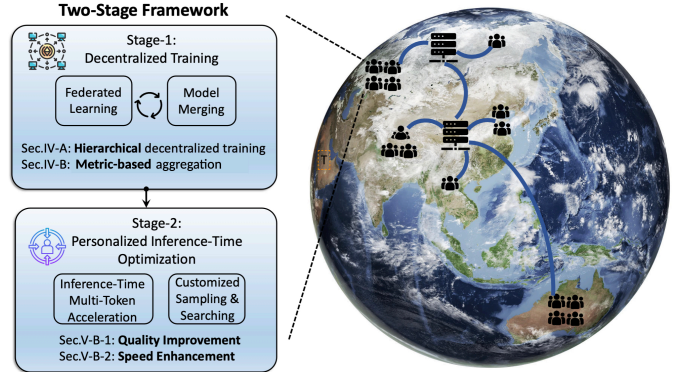 Two-Stage Framework
Stage-1:
Decentralized Training
Federated
Learning
Model
Merging
Sec.IV-A: Hierarchical decentralized training
Sec.IV-B: Metric-based aggregation
Stage-2:
Personalized Inference-Time
Optimization
Inference-Time
Multi-Token
Acceleration
Customized
Sampling &
Searching
Sec.V-B-1: Quality Improvement
Sec.V-B-2: Speed Enhancement